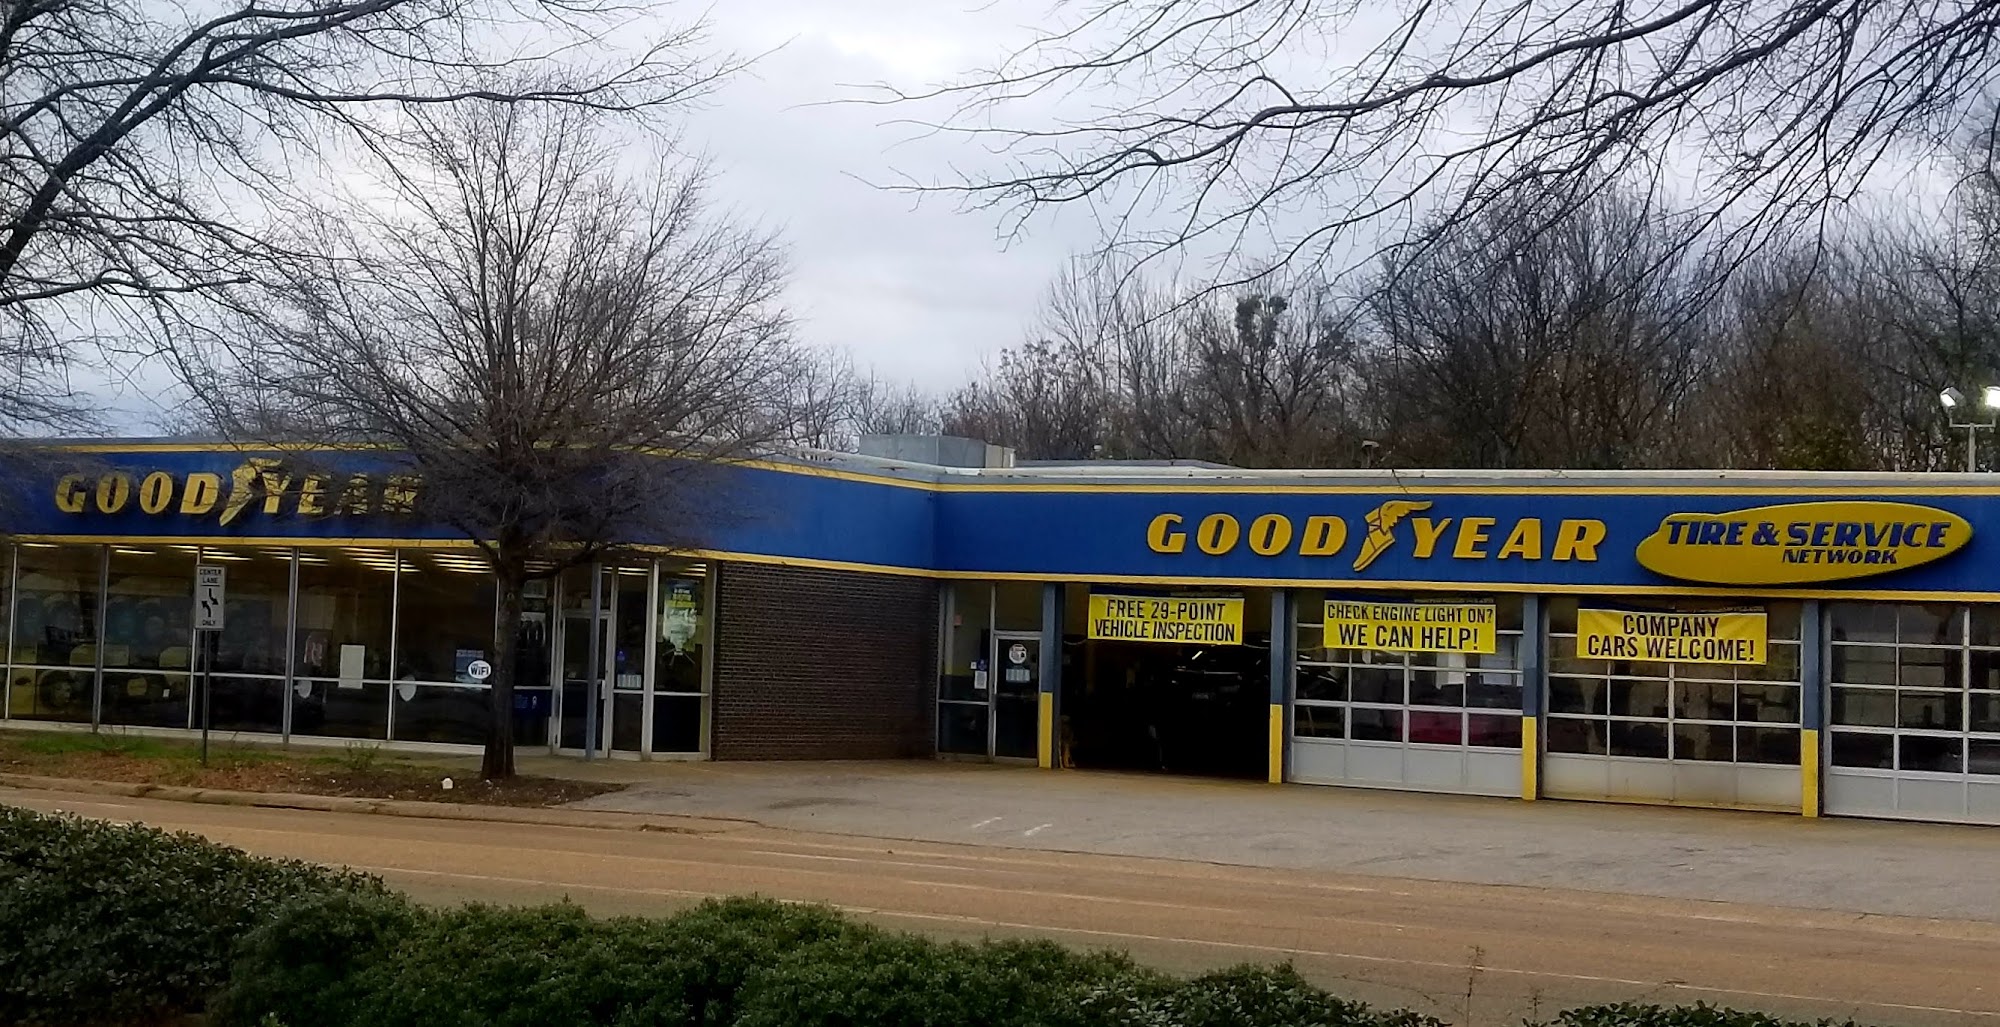 GOODYEAR
GOODYEAR
TIRE & SERVICE
NETWORK
FREE 29-POINT
VEHICLE INSPECTION
CHECK ENGINE LIGHT ON?
WE CAN HELP!
COMPANY
CARS WELCOME!
CENTER
LANE
ONLY
WiFi